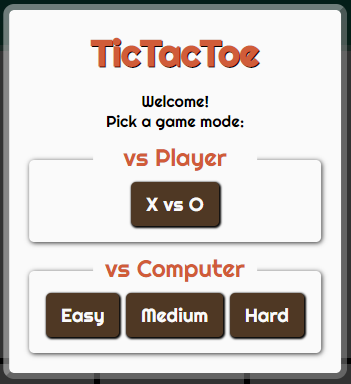 TicTacToe
Welcome!
Pick a game mode:
vs Player
X vs O
vs Computer
Easy Medium Hard